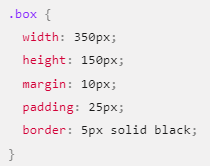 .box {
  width: 350px;
  height: 150px;
  margin: 10px;
  padding: 25px;
  border: 5px solid black;
}